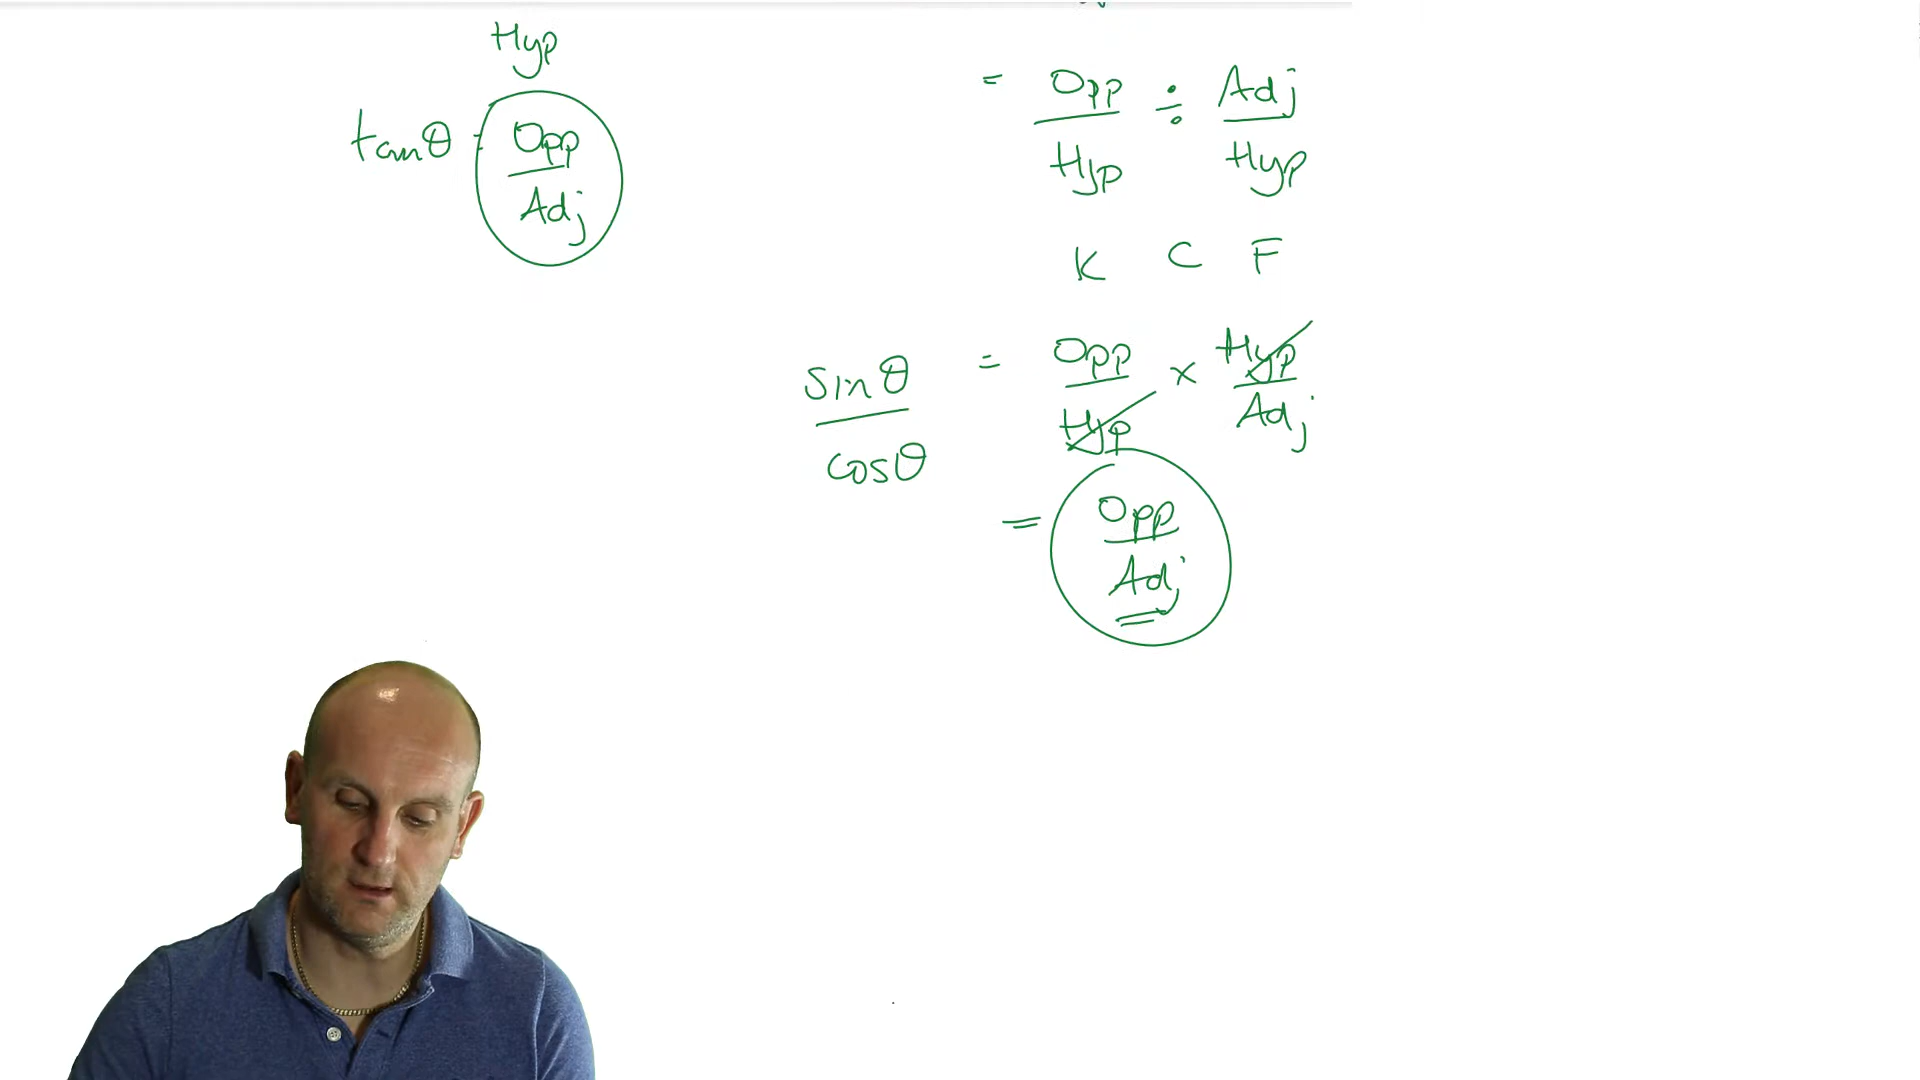 Hyp
tanθ = Opp
Adj
= Opp ÷ Adj
Hyp Hyp
K C F
sinθ = Opp × Hyp
cosθ Hyp Adj
= Opp
Adj